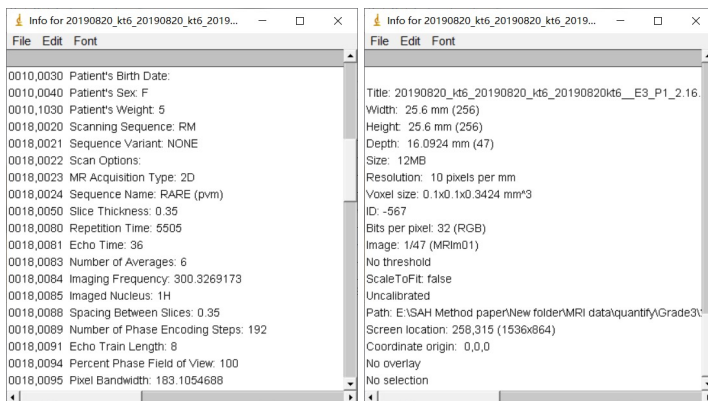 Info for 20190820_kt6_20190820_kt6_2019...
File Edit Font
0010,0030 Patient's Birth Date:
0010,0040 Patient's Sex: F
0010,1030 Patient's Weight: 5
0018,0020 Scanning Sequence: RM
0018,0021 Sequence Variant: NONE
0018,0022 Scan Options:
0018,0023 MR Acquisition Type: 2D
0018,0024 Sequence Name: RARE (pvm)
0018,0050 Slice Thickness: 0.35
0018,0080 Repetition Time: 5505
0018,0081 Echo Time: 36
0018,0083 Number of Averages: 6
0018,0084 Imaging Frequency: 300.3269173
0018,0085 Imaged Nucleus: 1H
0018,0088 Spacing Between Slices: 0.35
0018,0089 Number of Phase Encoding Steps: 192
0018,0091 Echo Train Length: 8
0018,0094 Percent Phase Field of View: 100
0018,0095 Pixel Bandwidth: 183.1054688
Info for 20190820_kt6_20190820_kt6_2019...
File Edit Font
Title: 20190820_kt6_20190820_kt6_20190820kt6__E3_P1_2.16.
Width: 25.6 mm (256)
Height: 25.6 mm (256)
Depth: 16.0924 mm (47)
Size: 12MB
Resolution: 10 pixels per mm
Voxel size: 0.1x0.1x0.3424 mm^3
ID: -567
Bits per pixel: 32 (RGB)
Image: 1/47 (MRIm01)
No threshold
ScaleToFit: false
Uncalibrated
Path: E:\SAH Method paper\New folder\MRI data\quantify\Grade3\
Screen location: 258,315 (1536x864)
Coordinate origin: 0,0,0
No overlay
No selection